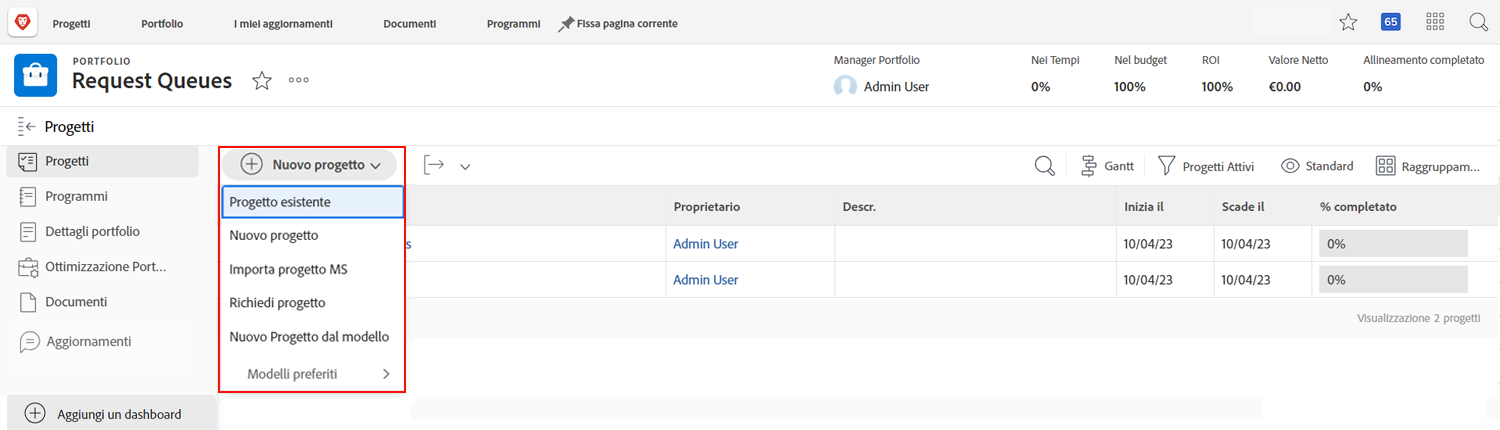 Progetti Portfolio I miei aggiornamenti Documenti Programmi Fissa pagina corrente 65
PORTFOLIO
Request Queues
Manager Portfolio Nei Tempi Nel budget ROI Valore Netto Allineamento completato
Admin User 0% 100% 100% €0.00 0%
Progetti
Progetti
Programmi
Dettagli portfolio
Ottimizzazione Port...
Documenti
Aggiornamenti
Aggiungi un dashboard
Nuovo progetto
Progetto esistente
Nuovo progetto
Importa progetto MS
Richiedi progetto
Nuovo Progetto dal modello
Modelli preferiti
Gantt Progetti Attivi Standard Raggruppam...
Proprietario Descr. Inizia il Scade il % completato
s Admin User 10/04/23 10/04/23 0%
Admin User 10/04/23 10/04/23 0%
Visualizzazione 2 progetti